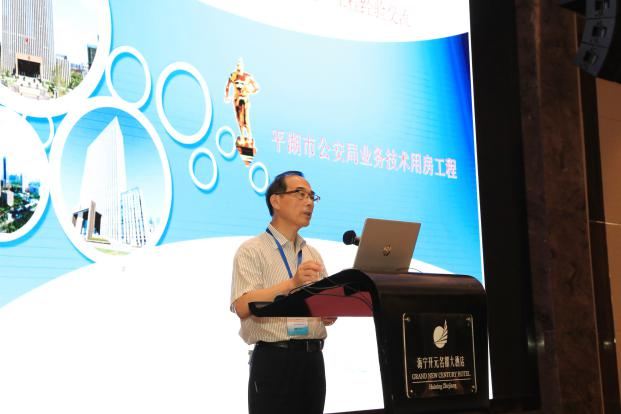 平湖市公安局业务技术用房工程
hp
海宁开元名都大酒店
GRAND NEW CENTURY HOTEL
Haining Zhejiang